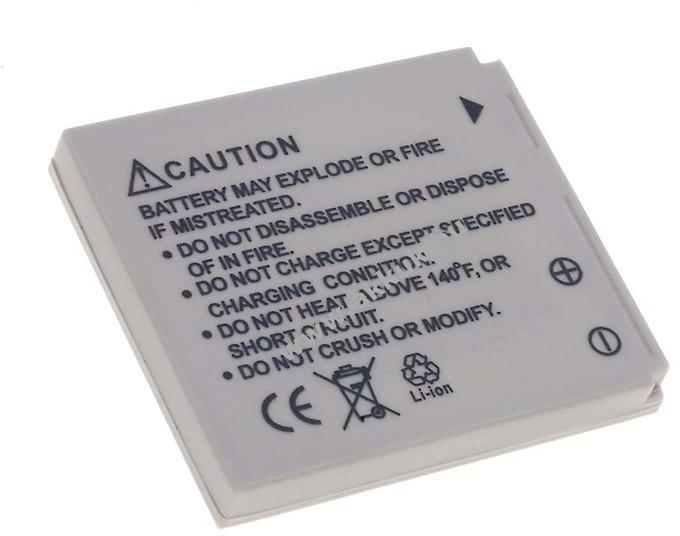 CAUTION
BATTERY MAY EXPLODE OR FIRE
IF MISTREATED.
• DO NOT DISASSEMBLE OR DISPOSE
OF IN FIRE.
• DO NOT CHARGE EXCEPT SPECIFIED
CHARGING CONDITION.
• DO NOT HEAT ABOVE 140°F, OR
SHORT CIRCUIT.
• DO NOT CRUSH OR MODIFY.
CE
Li-ion